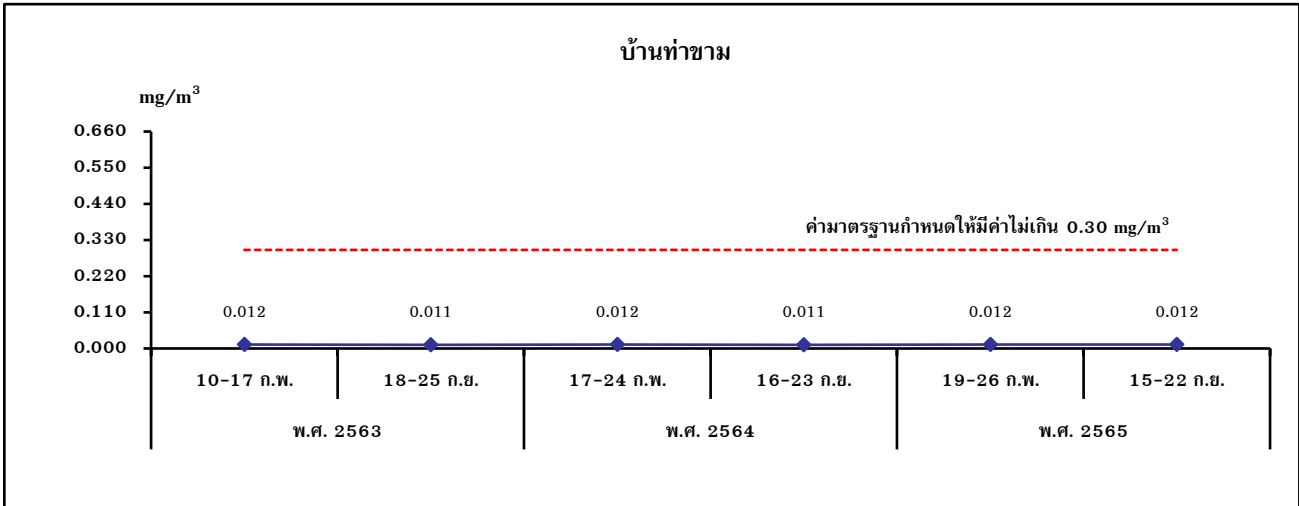 บ้านท่าขาม
mg/m³
0.660
0.550
0.440
ค่ามาตรฐานกำหนดให้มีค่าไม่เกิน 0.30 mg/m³
0.330
0.220
0.110
0.012 0.011 0.012 0.011 0.012 0.012
0.000
10-17 ก.พ. 18-25 ก.ย. 17-24 ก.พ. 16-23 ก.ย. 19-26 ก.พ. 15-22 ก.ย.
พ.ศ. 2563 พ.ศ. 2564 พ.ศ. 2565